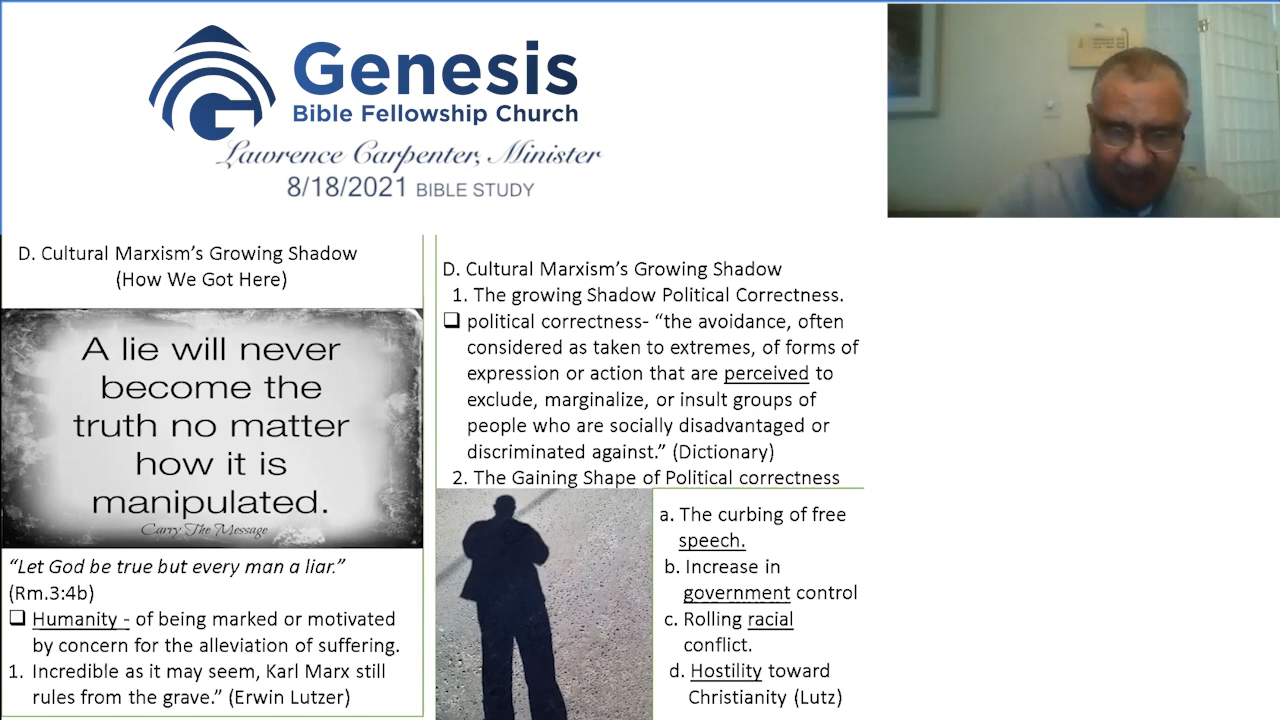 Genesis
Bible Fellowship Church
Lawrence Carpenter, Minister
8/18/2021 BIBLE STUDY
D. Cultural Marxism’s Growing Shadow
(How We Got Here)
A lie will never
become the
truth no matter
how it is
manipulated.
Carry The Message
“Let God be true but every man a liar.”
(Rm.3:4b)
❑ Humanity - of being marked or motivated
by concern for the alleviation of suffering.
1. Incredible as it may seem, Karl Marx still
rules from the grave.” (Erwin Lutzer)
D. Cultural Marxism’s Growing Shadow
1. The growing Shadow Political Correctness.
❑ political correctness- “the avoidance, often
considered as taken to extremes, of forms of
expression or action that are perceived to
exclude, marginalize, or insult groups of
people who are socially disadvantaged or
discriminated against.” (Dictionary)
2. The Gaining Shape of Political correctness
a. The curbing of free
speech.
b. Increase in
government control
c. Rolling racial
conflict.
d. Hostility toward
Christianity (Lutz)